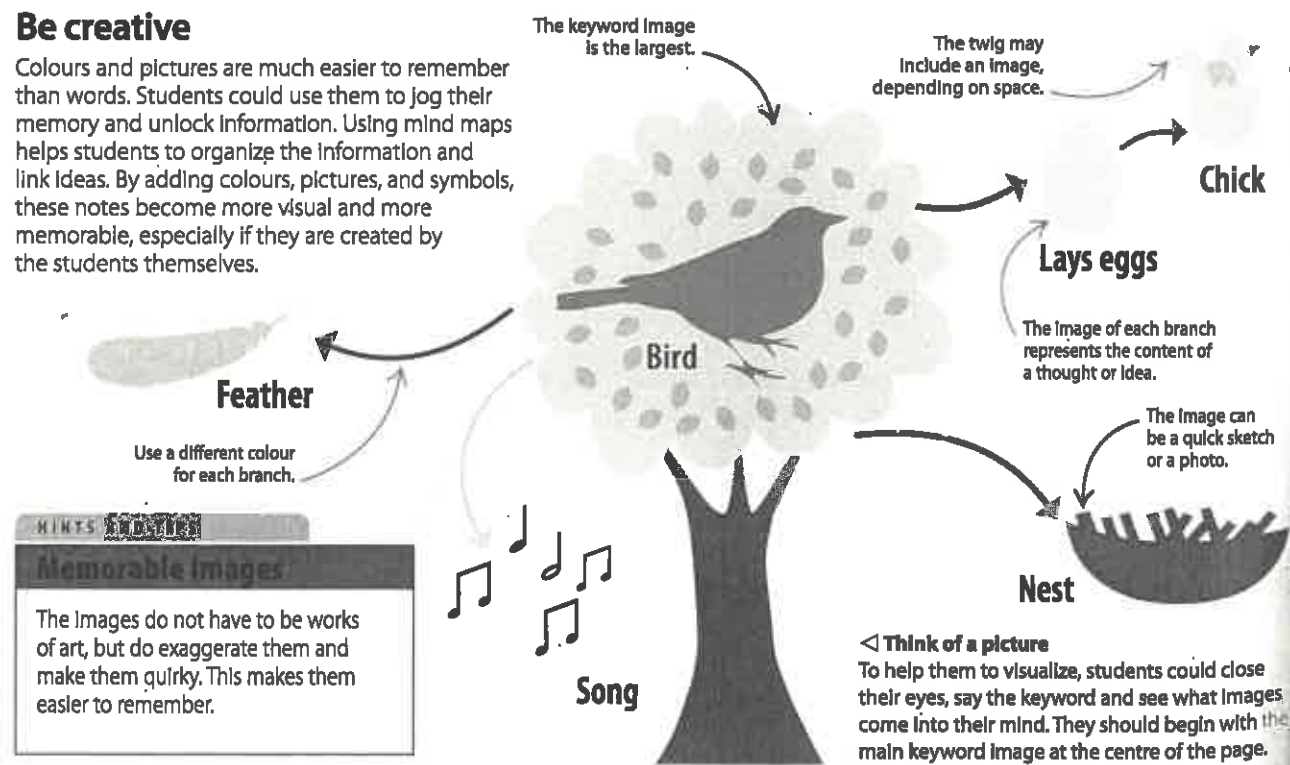 Be creative
Colours and pictures are much easier to remember
than words. Students could use them to jog their
memory and unlock information. Using mind maps
helps students to organize the information and
link ideas. By adding colours, pictures, and symbols,
these notes become more visual and more
memorable, especially if they are created by
the students themselves.
The keyword image
is the largest.
The twig may
include an image,
depending on space.
Chick
Lays eggs
The image of each branch
represents the content of
a thought or idea.
Bird
Feather
Use a different colour
for each branch.
The image can
be a quick sketch
or a photo.
Nest
Song
HINTS AND TIPS
Memorable images
The images do not have to be works
of art, but do exaggerate them and
make them quirky. This makes them
easier to remember.
◁ Think of a picture
To help them to visualize, students could close
their eyes, say the keyword and see what images
come into their mind. They should begin with the
main keyword image at the centre of the page.